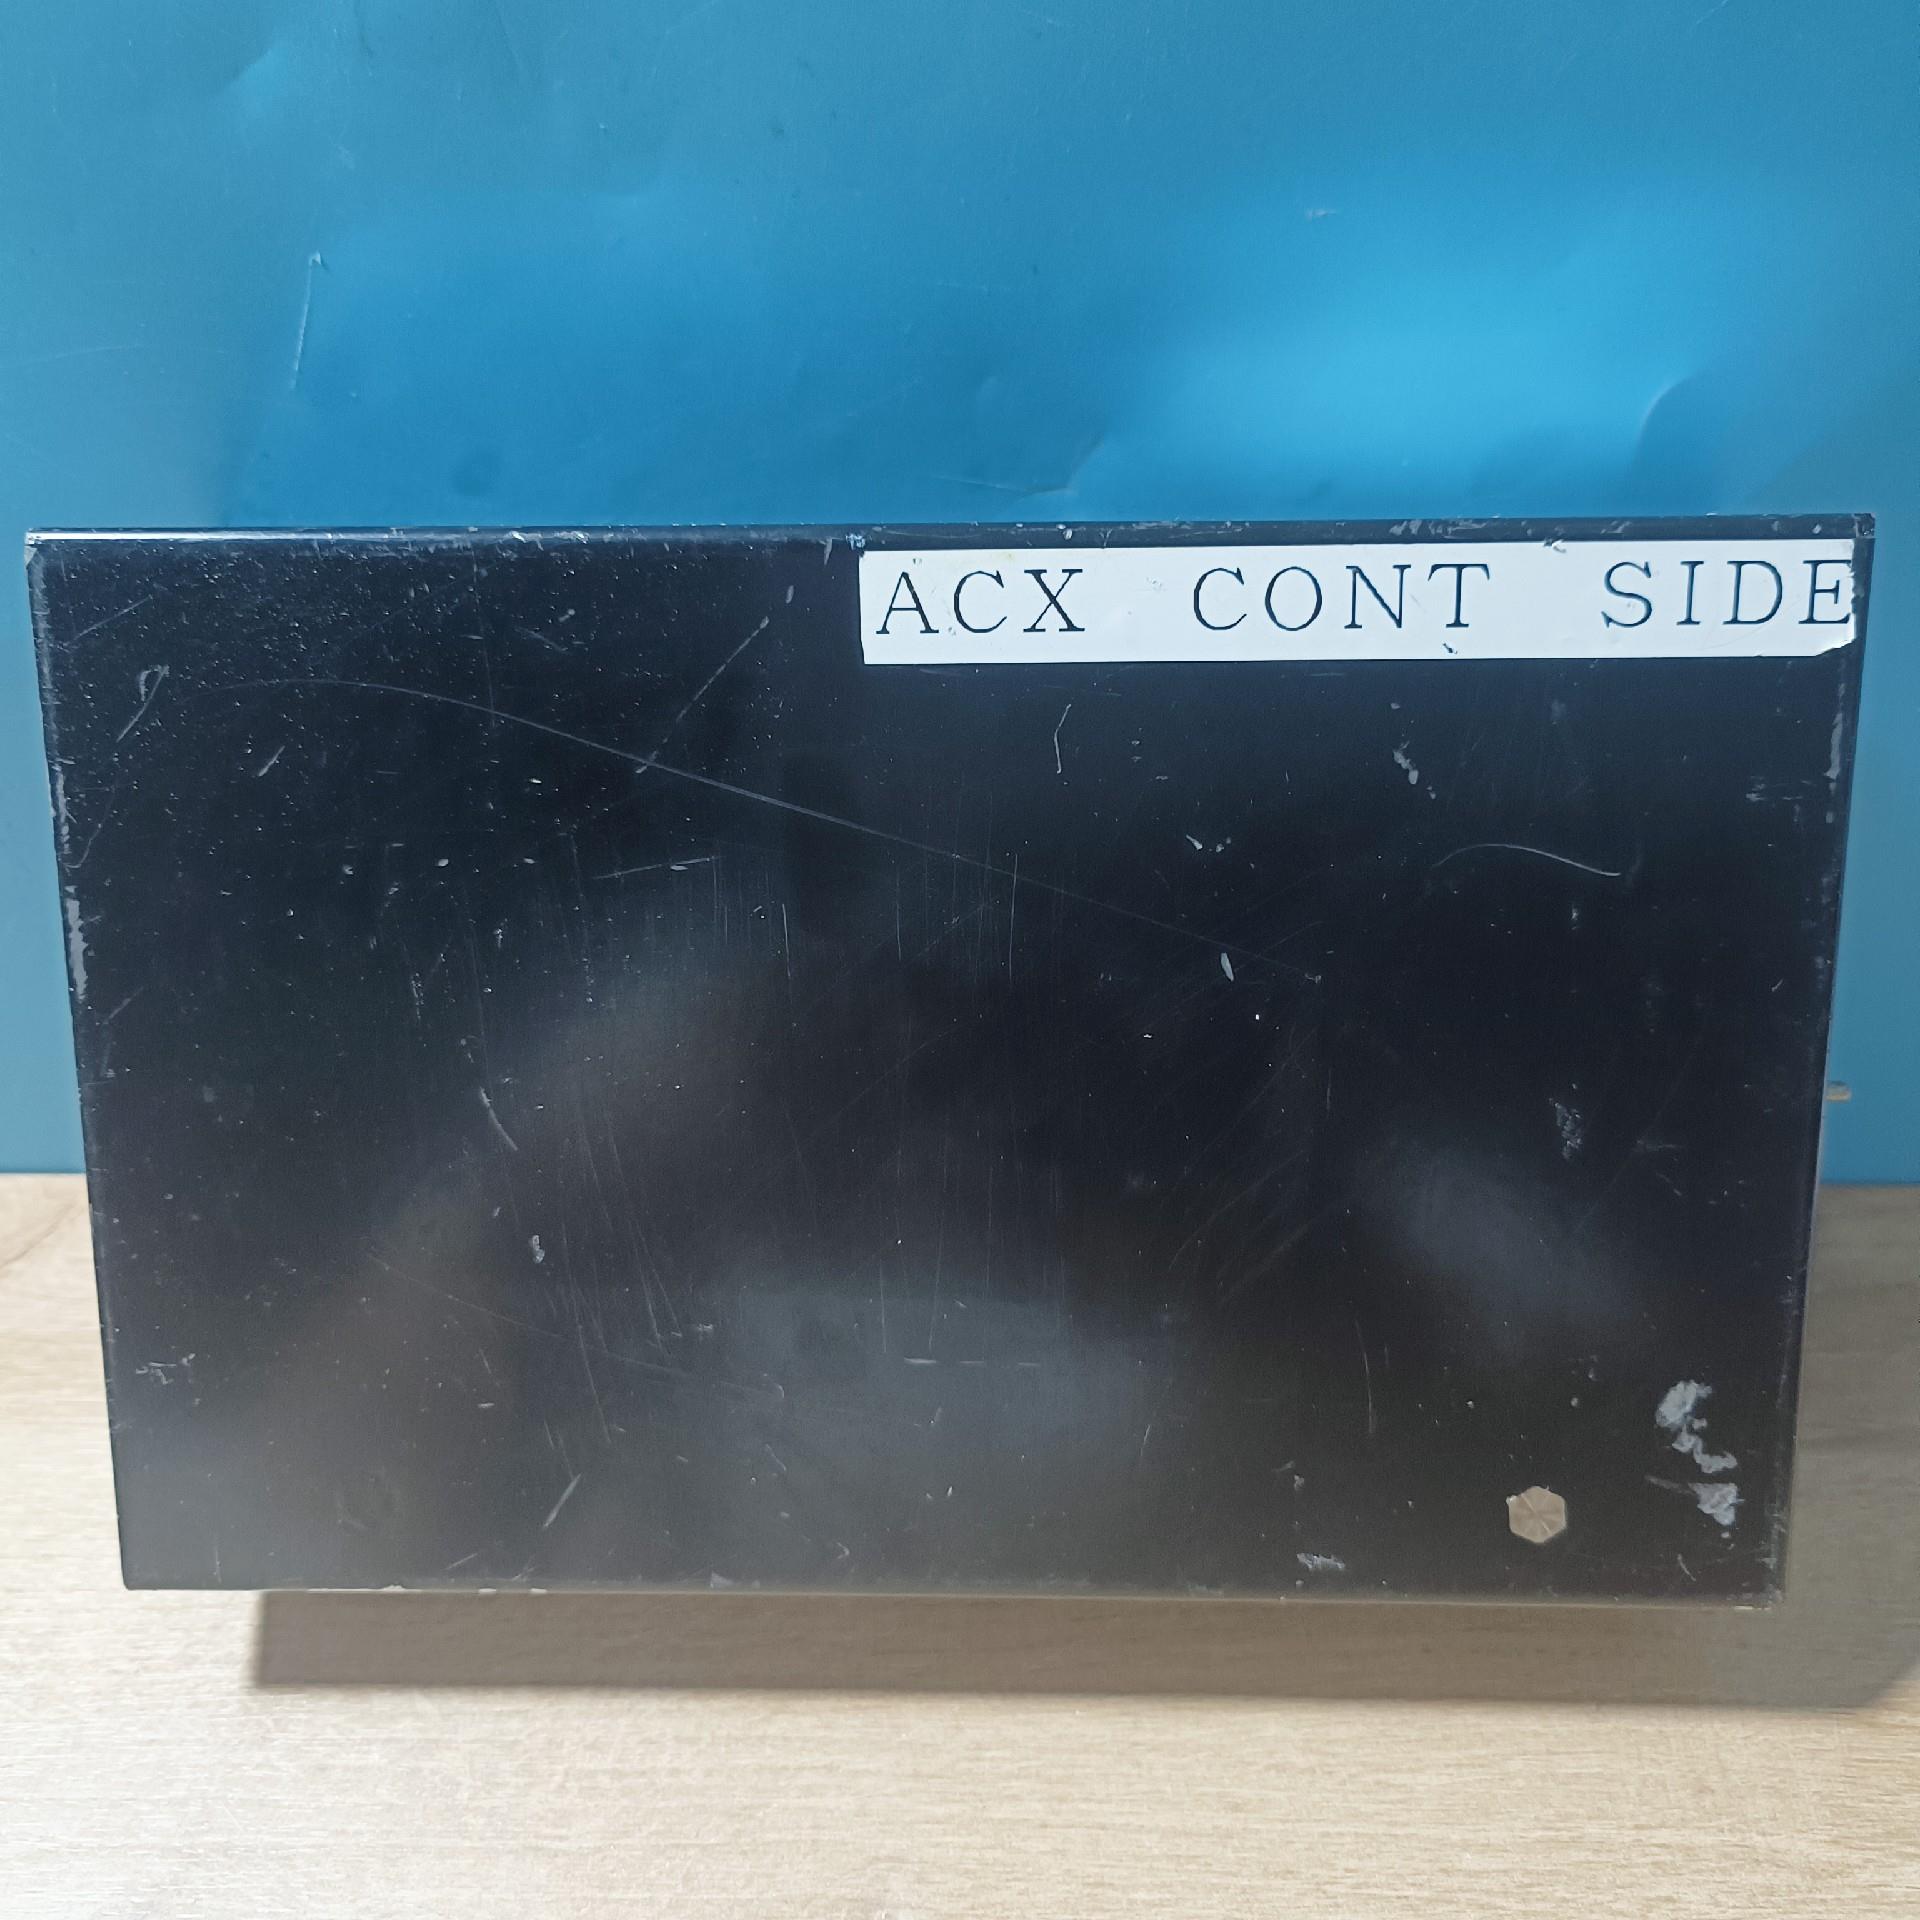 ACX CONT SIDE